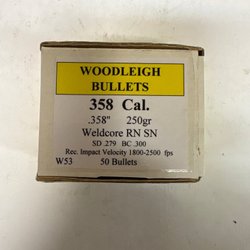 WOODLEIGH
BULLETS
358 Cal.
.358" 250gr
Weldcore RN SN
SD .279 BC .300
Rec. Impact Velocity 1800-2500 fps
W53 50 Bullets